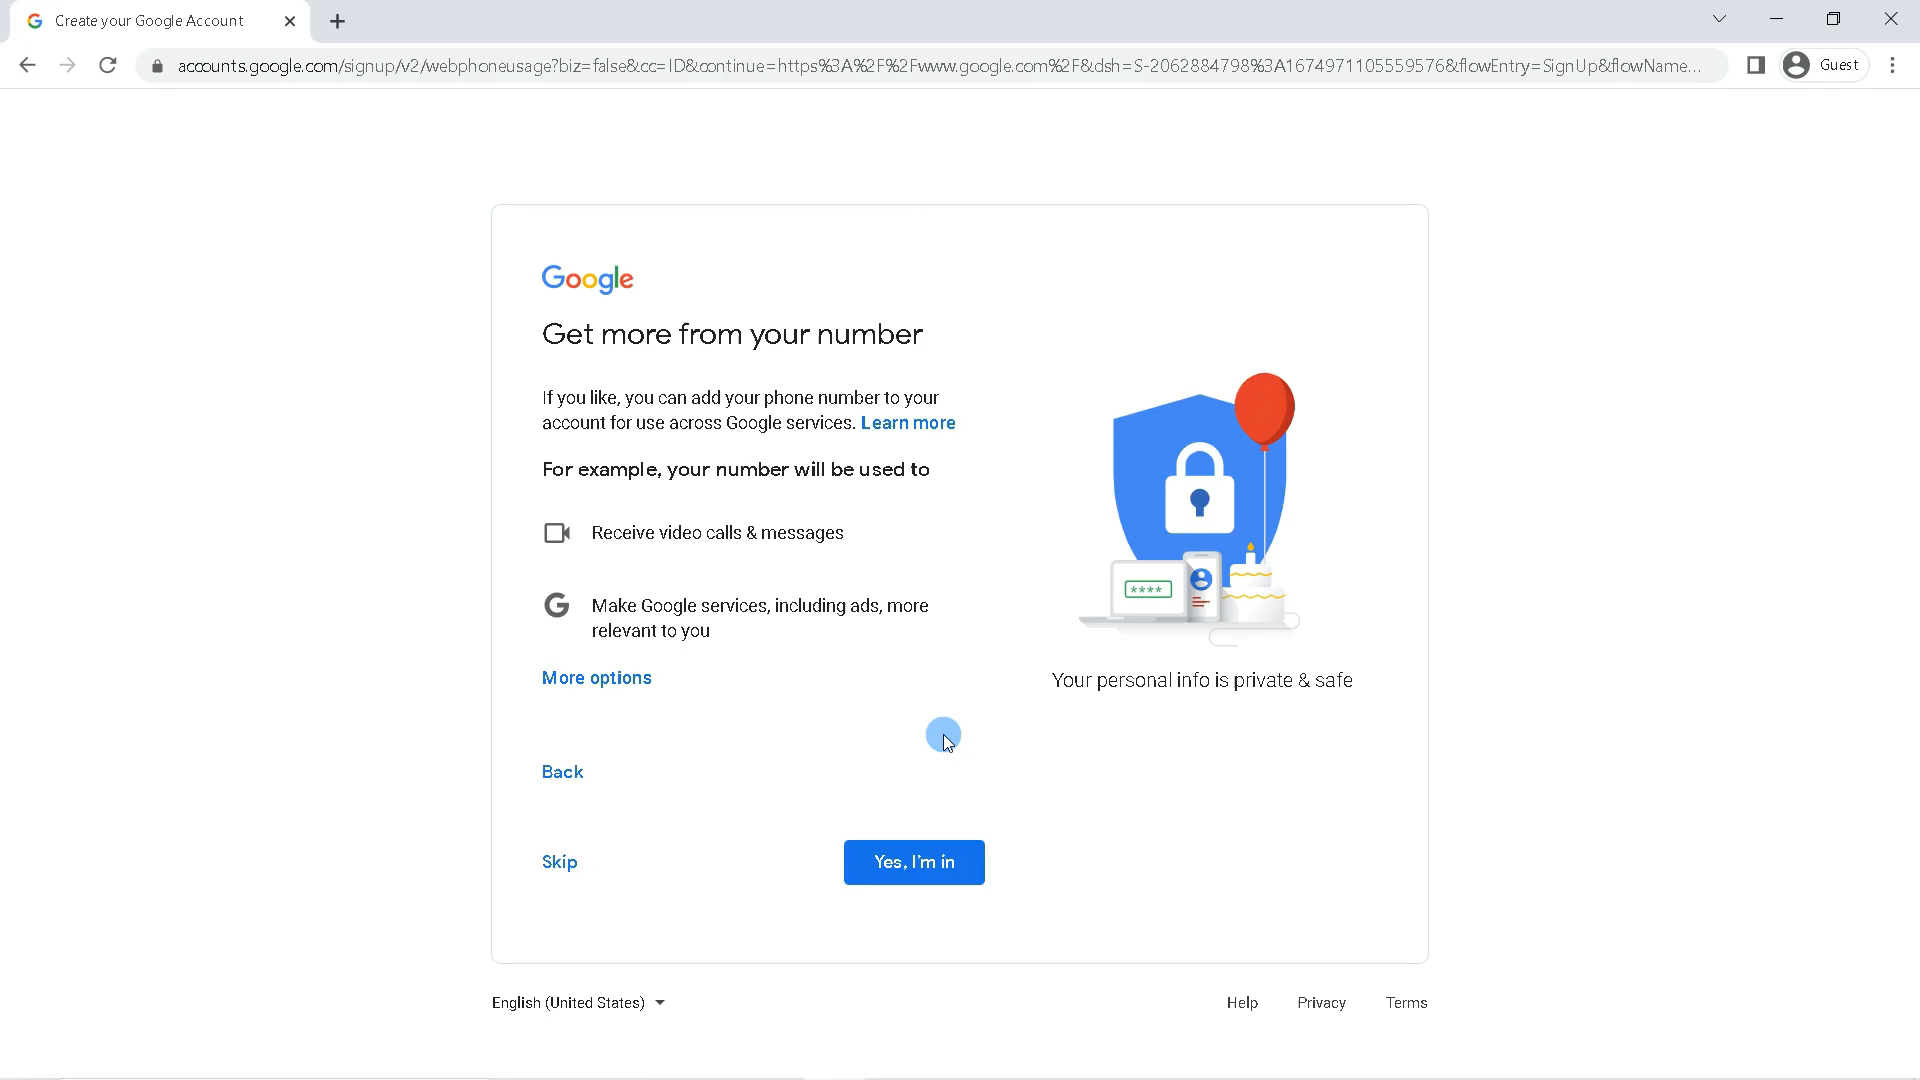 Create your Google Account
accounts.google.com/signup/v2/webphoneusage?biz=false&cc=ID&continue=https%3A%2F%2Fwww.google.com%2F&dsh=S-2062884798%3A1674971105559576&flowEntry=SignUp&flowName...
Guest
Google
Get more from your number
If you like, you can add your phone number to your
account for use across Google services. Learn more
For example, your number will be used to
Receive video calls & messages
Make Google services, including ads, more
relevant to you
More options
****
Your personal info is private & safe
Back
Skip
Yes, I'm in
English (United States)
Help
Privacy
Terms